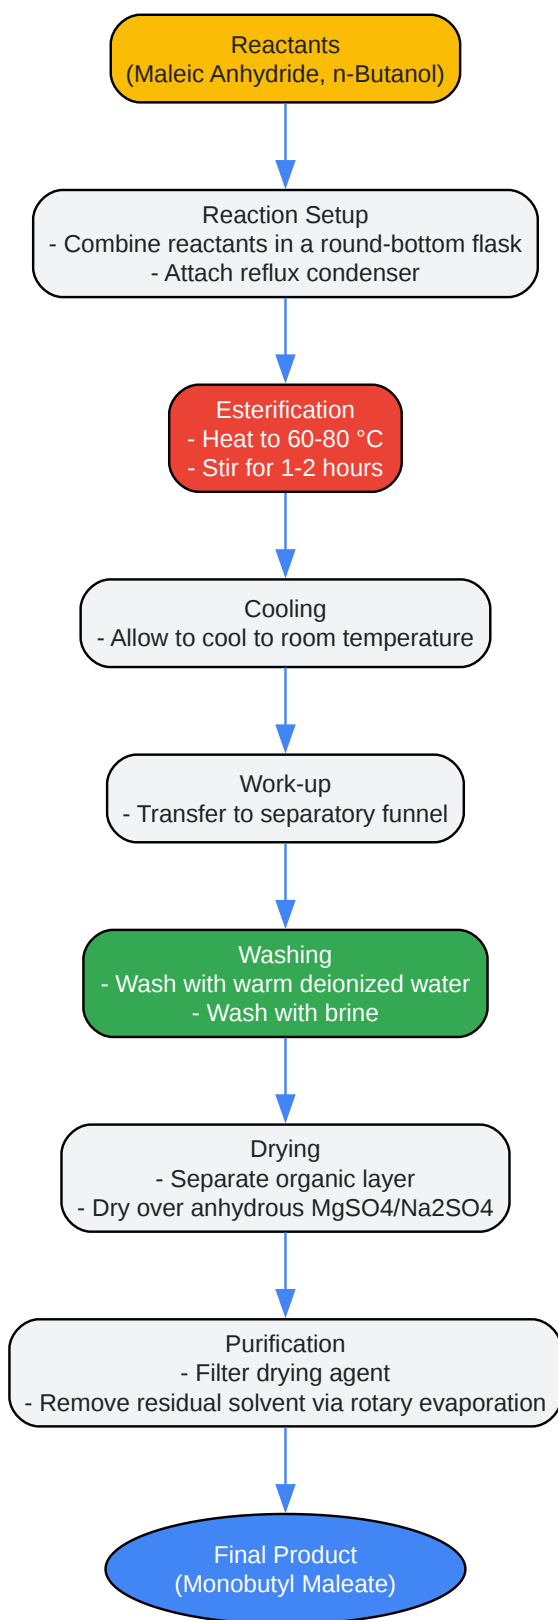 Reactants
(Maleic Anhydride, n-Butanol)
Reaction Setup
- Combine reactants in a round-bottom flask
- Attach reflux condenser
Esterification
- Heat to 60-80 °C
- Stir for 1-2 hours
Cooling
- Allow to cool to room temperature
Work-up
- Transfer to separatory funnel
Washing
- Wash with warm deionized water
- Wash with brine
Drying
- Separate organic layer
- Dry over anhydrous MgSO4/Na2SO4
Purification
- Filter drying agent
- Remove residual solvent via rotary evaporation
Final Product
(Monobutyl Maleate)